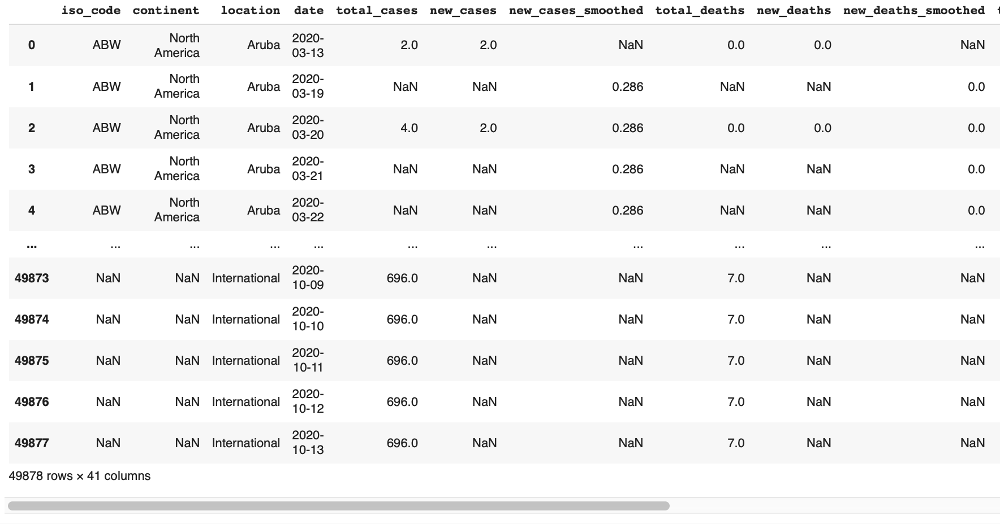 iso_code continent location date total_cases new_cases new_cases_smoothed total_deaths new_deaths new_deaths_smoothed
0 ABW North America Aruba 2020-03-13 2.0 2.0 NaN 0.0 0.0 NaN
1 ABW North America Aruba 2020-03-19 NaN NaN 0.286 NaN NaN 0.0
2 ABW North America Aruba 2020-03-20 4.0 2.0 0.286 0.0 0.0 0.0
3 ABW North America Aruba 2020-03-21 NaN NaN 0.286 NaN NaN 0.0
4 ABW North America Aruba 2020-03-22 NaN NaN 0.286 NaN NaN 0.0
... ... ... ... ... ... ... ... ... ... ...
49873 NaN NaN International 2020-10-09 696.0 NaN NaN 7.0 NaN NaN
49874 NaN NaN International 2020-10-10 696.0 NaN NaN 7.0 NaN NaN
49875 NaN NaN International 2020-10-11 696.0 NaN NaN 7.0 NaN NaN
49876 NaN NaN International 2020-10-12 696.0 NaN NaN 7.0 NaN NaN
49877 NaN NaN International 2020-10-13 696.0 NaN NaN 7.0 NaN NaN
49878 rows × 41 columns